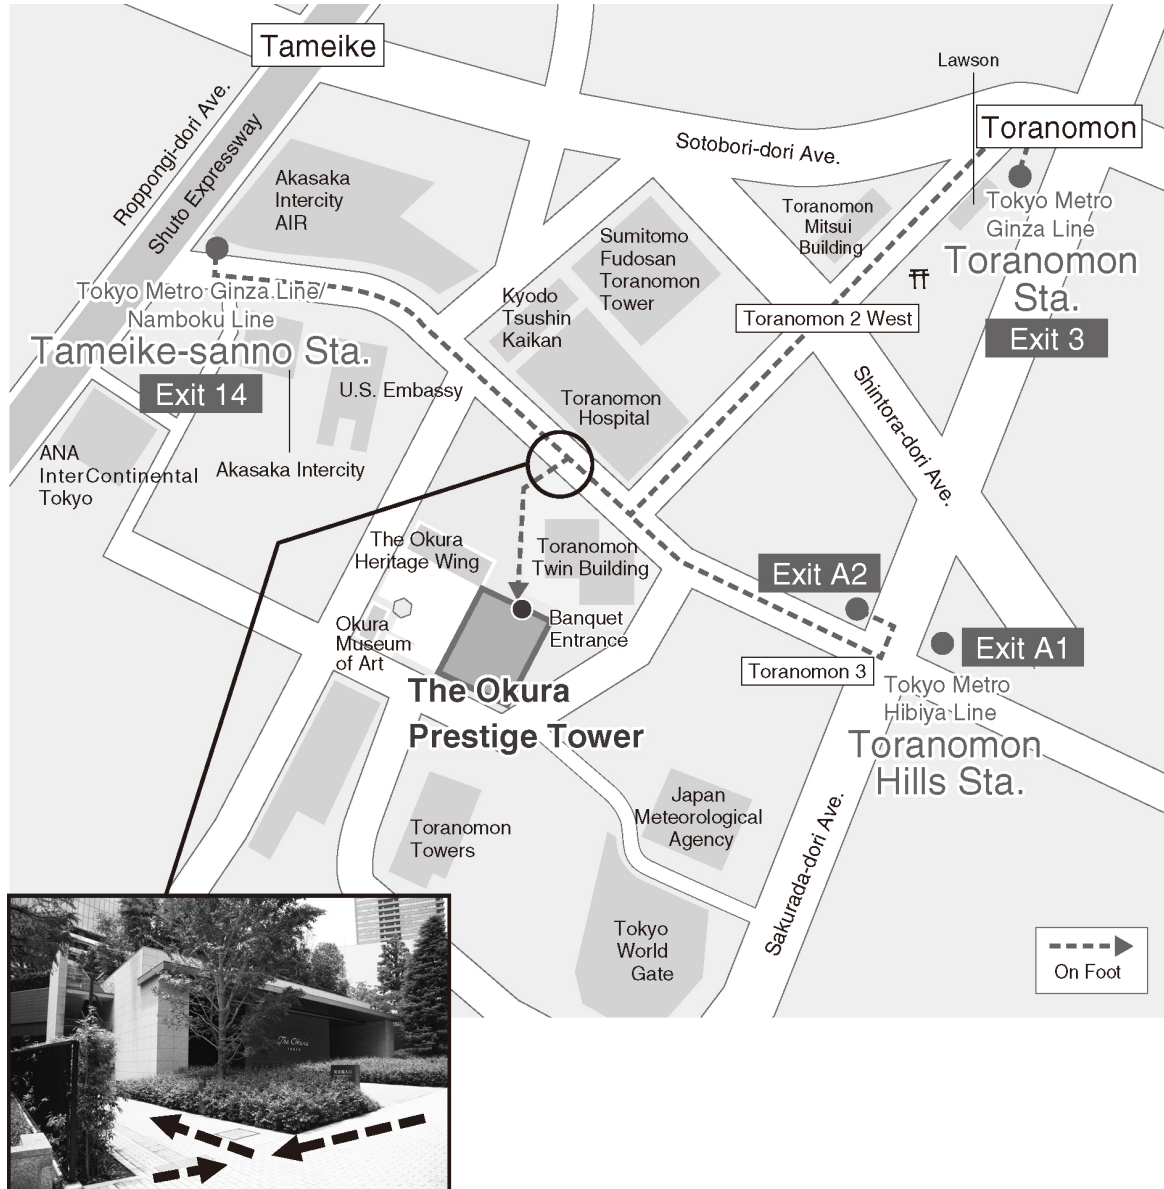 Tameike
Roppongi-dori Ave.
Shuto Expressway
Sotobori-dori Ave.
Lawson
Toranomon
Tokyo Metro
Ginza Line
Toranomon
Sta.
Exit 3
Akasaka
Intercity
AIR
Toranomon
Mitsui
Building
Sumitomo
Fudosan
Toranomon
Tower
Kyodo
Tsushin
Kaikan
Toranomon 2 West
Tokyo Metro Ginza Line/
Namboku Line
Tameike-sanno Sta.
Exit 14
U.S. Embassy
Toranomon
Hospital
Shintora-dori Ave.
ANA
InterContinental
Tokyo
Akasaka Intercity
The Okura
Heritage Wing
Toranomon
Twin Building
Exit A2
Banquet
Entrance
Okura
Museum
of Art
Exit A1
Toranomon 3
Tokyo Metro
Hibiya Line
Toranomon
Hills Sta.
The Okura
Prestige Tower
Japan
Meteorological
Agency
Toranomon
Towers
Sakurada-dori Ave.
Tokyo
World
Gate
On Foot
The Okura